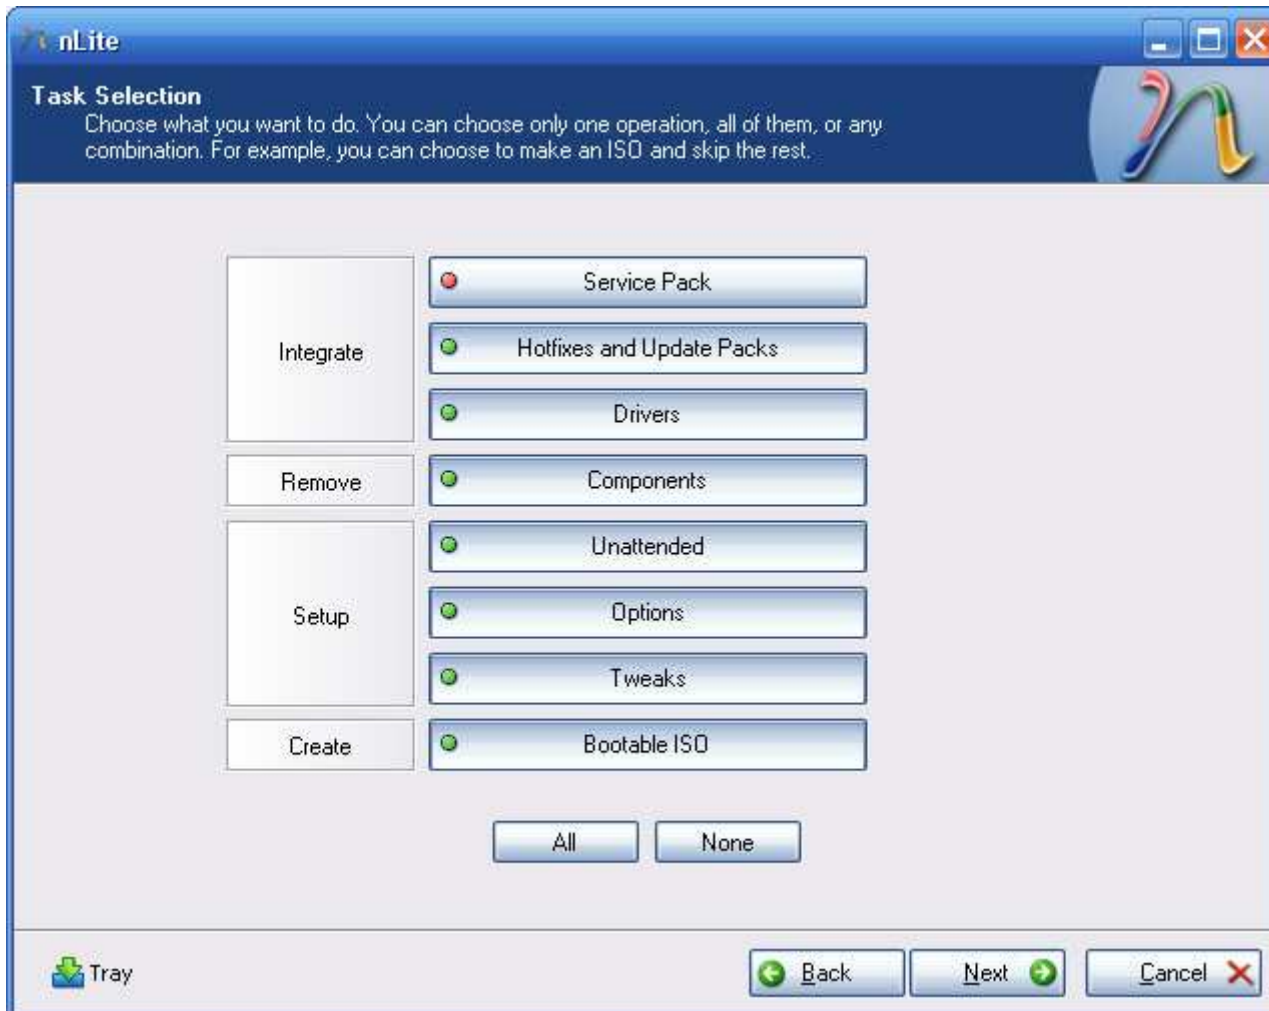 nLite
Task Selection
Choose what you want to do. You can choose only one operation, all of them, or any
combination. For example, you can choose to make an ISO and skip the rest.
Integrate
Service Pack
Hotfixes and Update Packs
Drivers
Remove
Components
Setup
Unattended
Options
Tweaks
Create
Bootable ISO
All
None
Tray
Back
Next
Cancel